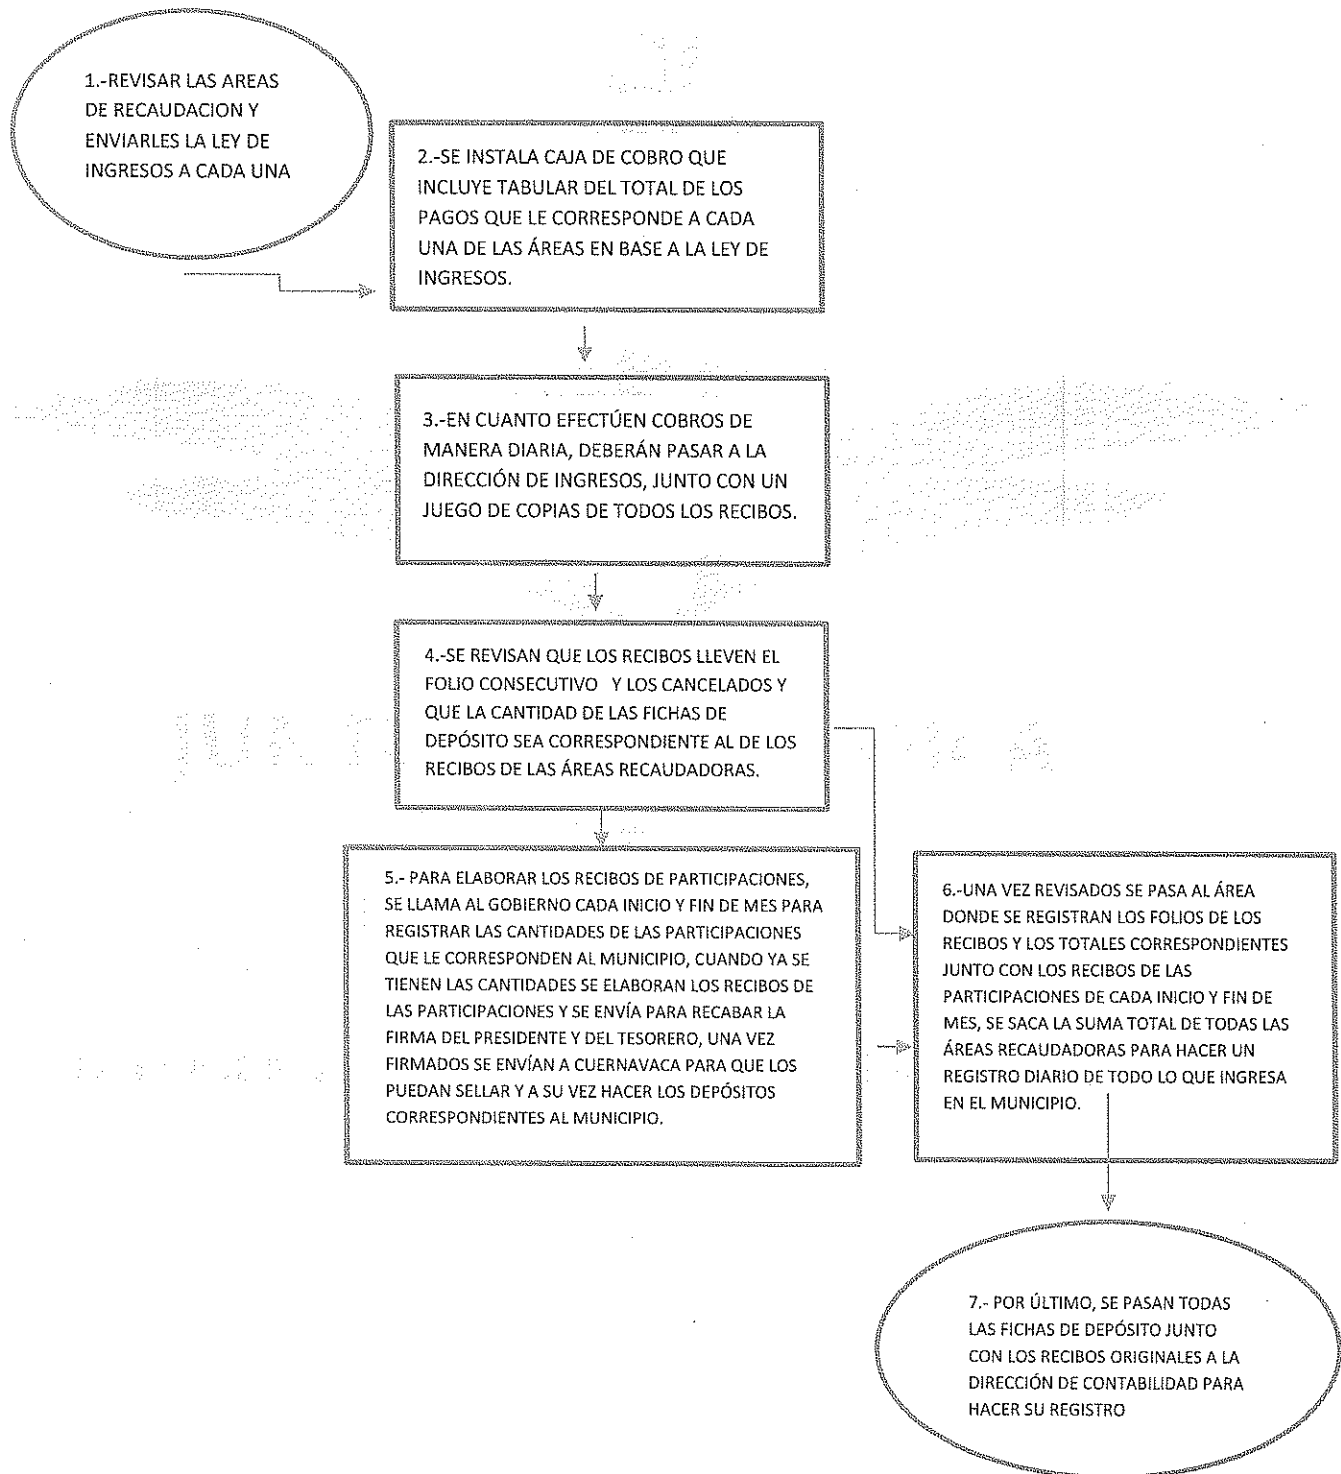 1.-REVISAR LAS AREAS
DE RECAUDACION Y
ENVIARLES LA LEY DE
INGRESOS A CADA UNA
2.-SE INSTALA CAJA DE COBRO QUE
INCLUYE TABULAR DEL TOTAL DE LOS
PAGOS QUE LE CORRESPONDE A CADA
UNA DE LAS ÁREAS EN BASE A LA LEY DE
INGRESOS.
3.-EN CUANTO EFECTÚEN COBROS DE
MANERA DIARIA, DEBERÁN PASAR A LA
DIRECCIÓN DE INGRESOS, JUNTO CON UN
JUEGO DE COPIAS DE TODOS LOS RECIBOS.
4.-SE REVISAN QUE LOS RECIBOS LLEVEN EL
FOLIO CONSECUTIVO Y LOS CANCELADOS Y
QUE LA CANTIDAD DE LAS FICHAS DE
DEPÓSITO SEA CORRESPONDIENTE AL DE LOS
RECIBOS DE LAS ÁREAS RECAUDADORAS.
5.- PARA ELABORAR LOS RECIBOS DE PARTICIPACIONES,
SE LLAMA AL GOBIERNO CADA INICIO Y FIN DE MES PARA
REGISTRAR LAS CANTIDADES DE LAS PARTICIPACIONES
QUE LE CORRESPONDEN AL MUNICIPIO, CUANDO YA SE
TIENEN LAS CANTIDADES SE ELABORAN LOS RECIBOS DE
LAS PARTICIPACIONES Y SE ENVÍA PARA RECABAR LA
FIRMA DEL PRESIDENTE Y DEL TESORERO, UNA VEZ
FIRMADOS SE ENVÍAN A CUERNAVACA PARA QUE LOS
PUEDAN SELLAR Y A SU VEZ HACER LOS DEPÓSITOS
CORRESPONDIENTES AL MUNICIPIO.
6.-UNA VEZ REVISADOS SE PASA AL ÁREA
DONDE SE REGISTRAN LOS FOLIOS DE LOS
RECIBOS Y LOS TOTALES CORRESPONDIENTES
JUNTO CON LOS RECIBOS DE LAS
PARTICIPACIONES DE CADA INICIO Y FIN DE
MES, SE SACA LA SUMA TOTAL DE TODAS LAS
ÁREAS RECAUDADORAS PARA HACER UN
REGISTRO DIARIO DE TODO LO QUE INGRESA
EN EL MUNICIPIO.
7.- POR ÚLTIMO, SE PASAN TODAS
LAS FICHAS DE DEPÓSITO JUNTO
CON LOS RECIBOS ORIGINALES A LA
DIRECCIÓN DE CONTABILIDAD PARA
HACER SU REGISTRO